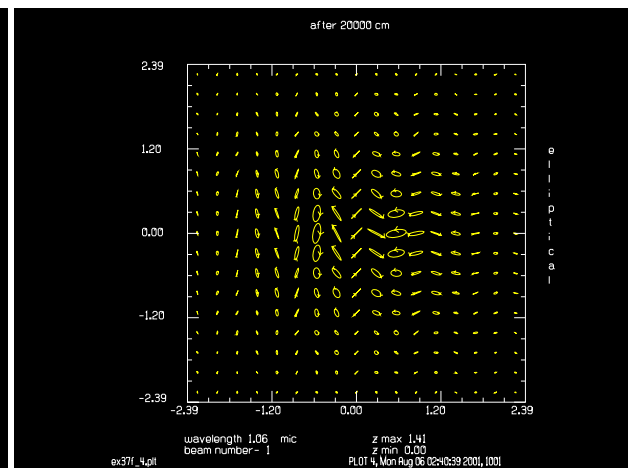 after 20000 cm
2.39
1.20
0.00
-1.20
-2.39
-2.39
-1.20
0.00
1.20
2.39
elliptical
wavelength 1.06 mic
z max 1.41
beam number- 1
z min 0.00
ex37f_4.plt
PLOT 4, Mon Aug 06 02:40:39 2001, 1001